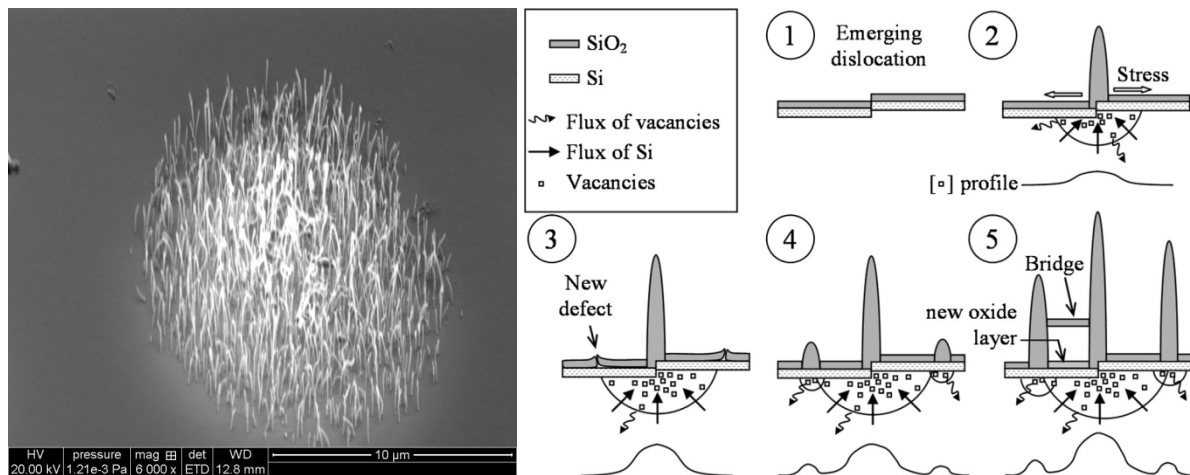 HV pressure mag ⊞ det WD
20.00 kV 1.21e-3 Pa 6 000 x ETD 12.8 mm
10 µm
SiO₂
Si
Flux of vacancies
Flux of Si
Vacancies
1
Emerging
dislocation
2
Stress
[▫] profile
3
New
defect
4
5
Bridge
new oxide
layer